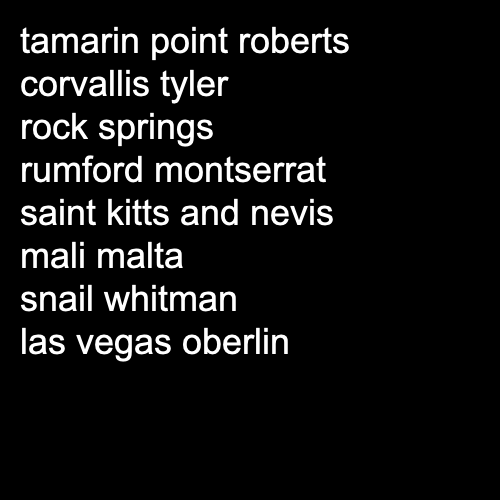 tamarin point roberts
corvallis tyler
rock springs
rumford montserrat
saint kitts and nevis
mali malta
snail whitman
las vegas oberlin